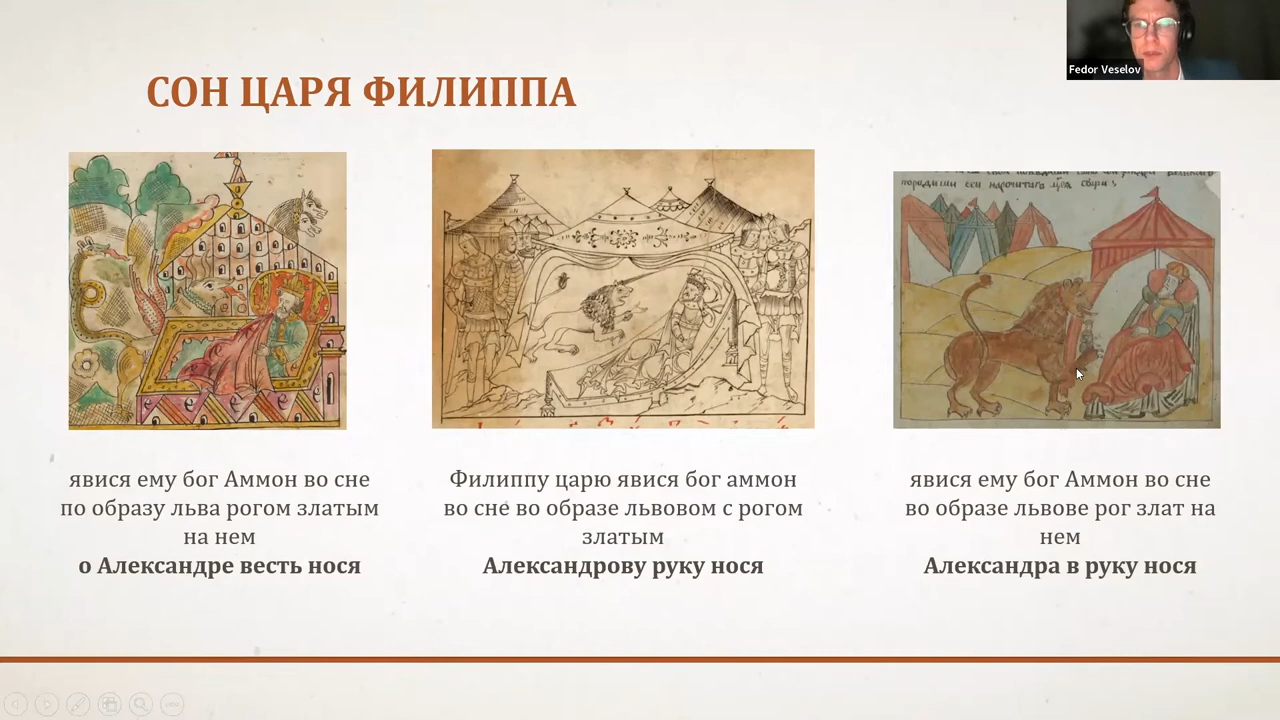 Fedor Veselov
СОН ЦАРЯ ФИЛИППА
явися ему бог Аммон во сне
по образу льва рогом златым
на нем
о Александре весть нося
Филиппу царю явися бог аммон
во сне во образе львовом с рогом
златым
Александрову руку нося
явися ему бог Аммон во сне
во образе львове рог злат на
нем
Александра в руку нося